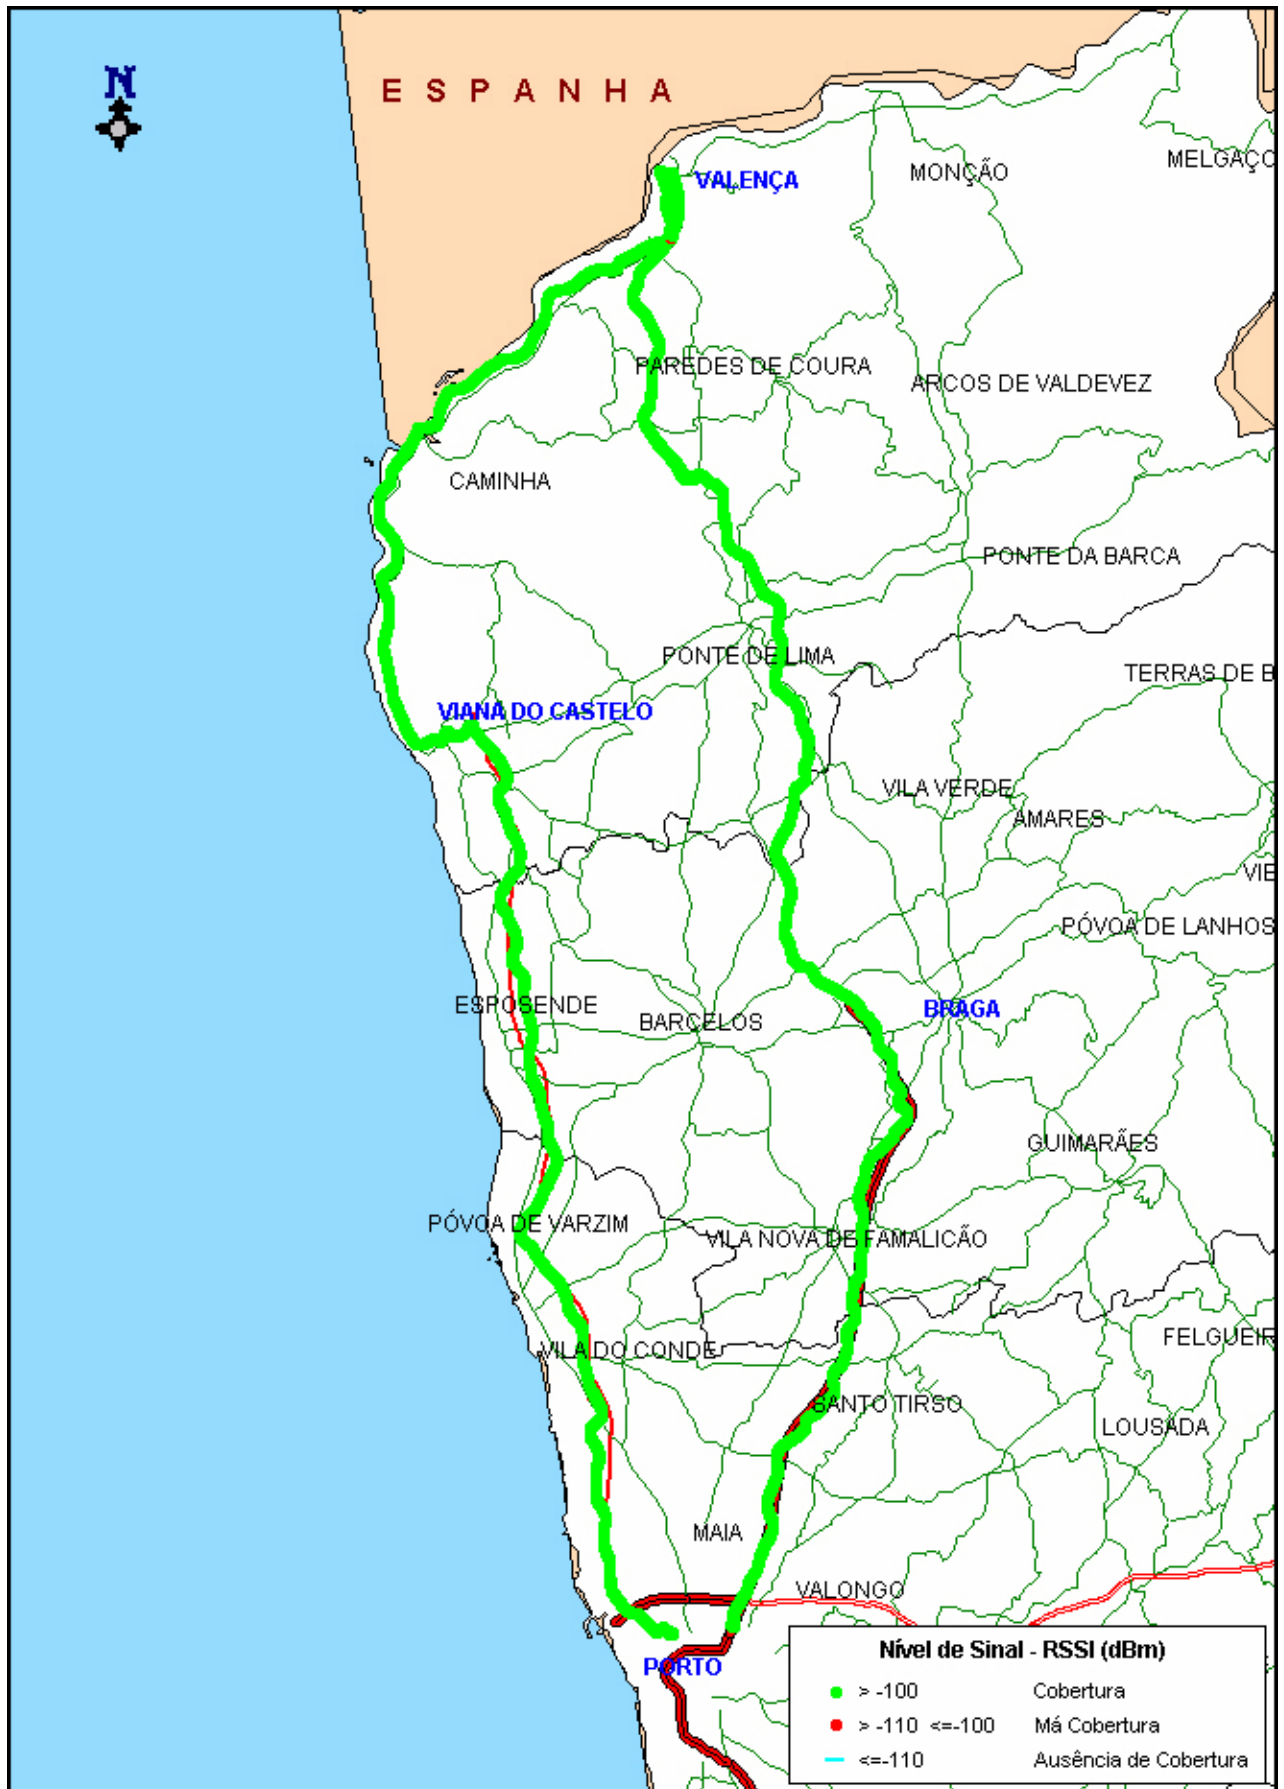 N
ESPANHA
MELGAÇO
MONÇÃO
VALENÇA
PAREDES DE COURA
ARCOS DE VALDEVEZ
CAMINHA
PONTE DA BARCA
PONTE DE LIMA
TERRAS DE B
VIANA DO CASTELO
VILA VERDE
AMARES
VIE
PÓVOA DE LANHOS
ESPOSENDE
BRAGA
BARCELOS
GUIMARÃES
PÓVOA DE VARZIM
VILA NOVA DE FAMALICÃO
FELGUEIR
VILA DO CONDE
SANTO TIRSO
LOUSADA
MAIA
VALONGO
PORTO
Nível de Sinal - RSSI (dBm)
> -100 Cobertura
> -110 <=-100 Má Cobertura
<=-110 Ausência de Cobertura